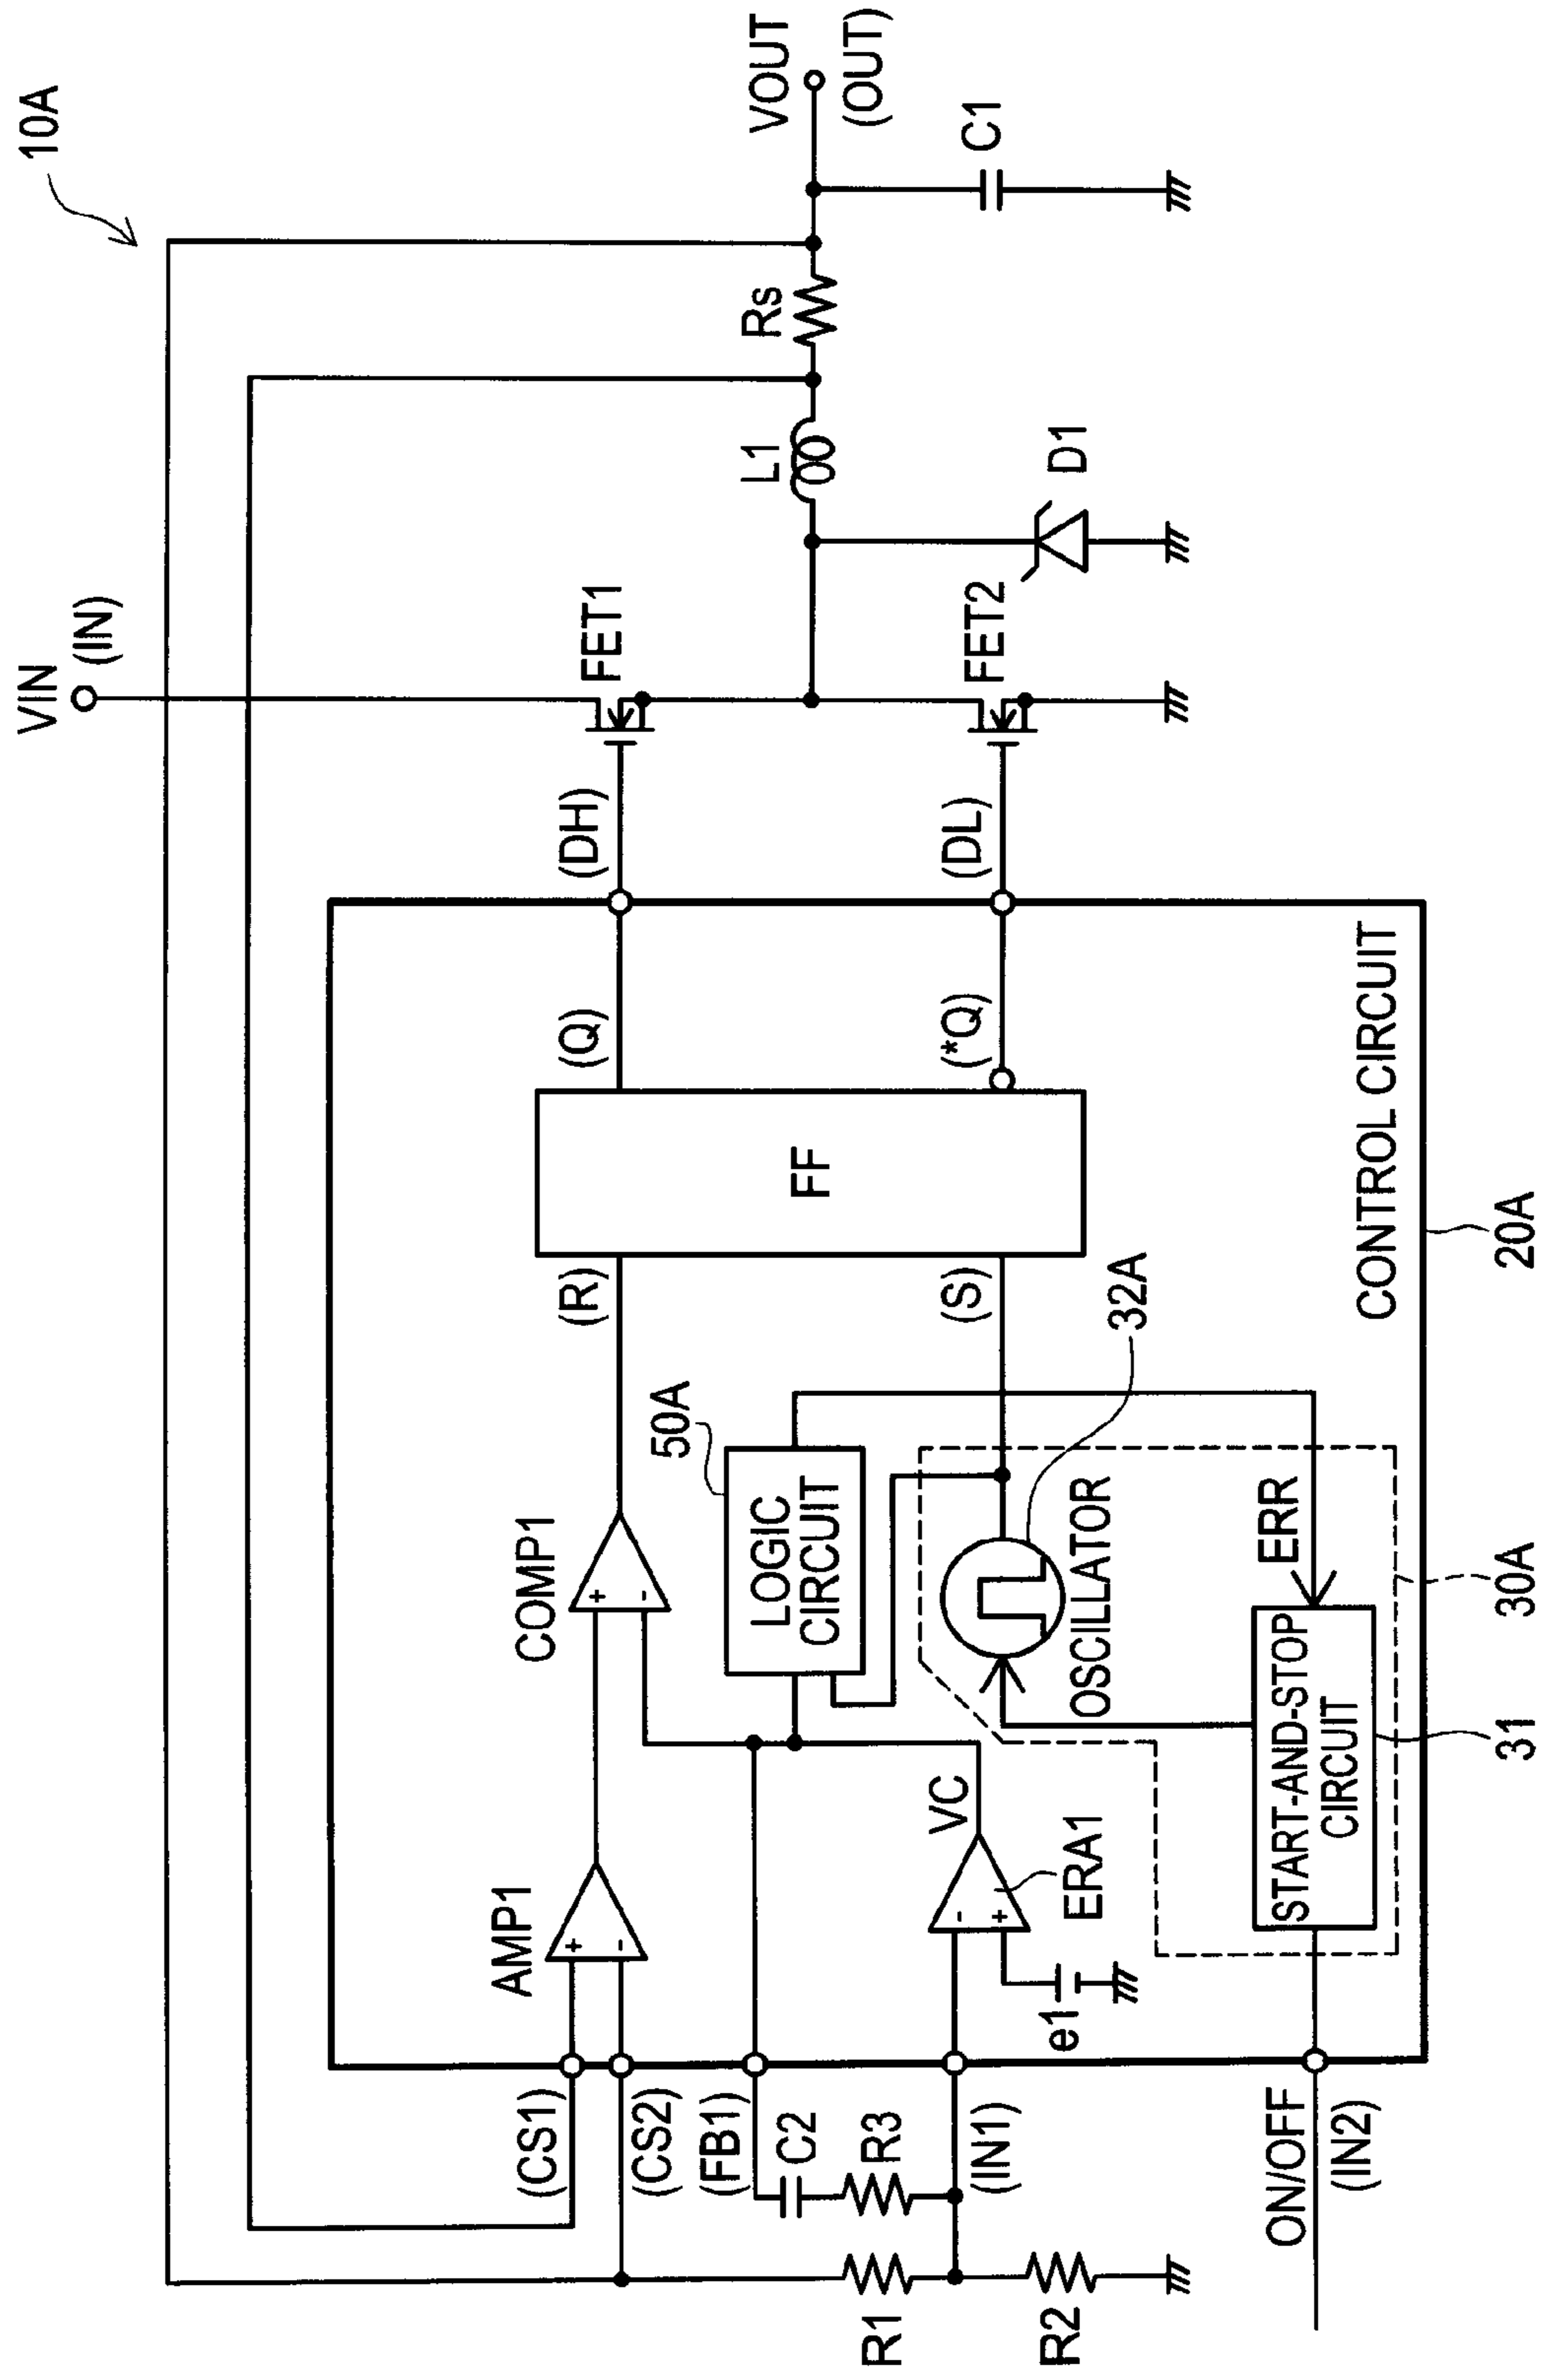 10A
VIN
(IN)
VOUT
(OUT)
C1
Rs
L1
D1
FET1
FET2
(DH)
(DL)
(Q)
(*Q)
FF
(R)
(S)
CONTROL CIRCUIT
20A
32A
50A
LOGIC
CIRCUIT
COMP1
+
-
OSCILLATOR
ERR
30A
START-AND-STOP
CIRCUIT
31
AMP1
+
-
VC
ERA1
-
+
e1
(CS1)
(CS2)
(FB1)
C2
R3
(IN1)
ON/OFF
(IN2)
R1
R2